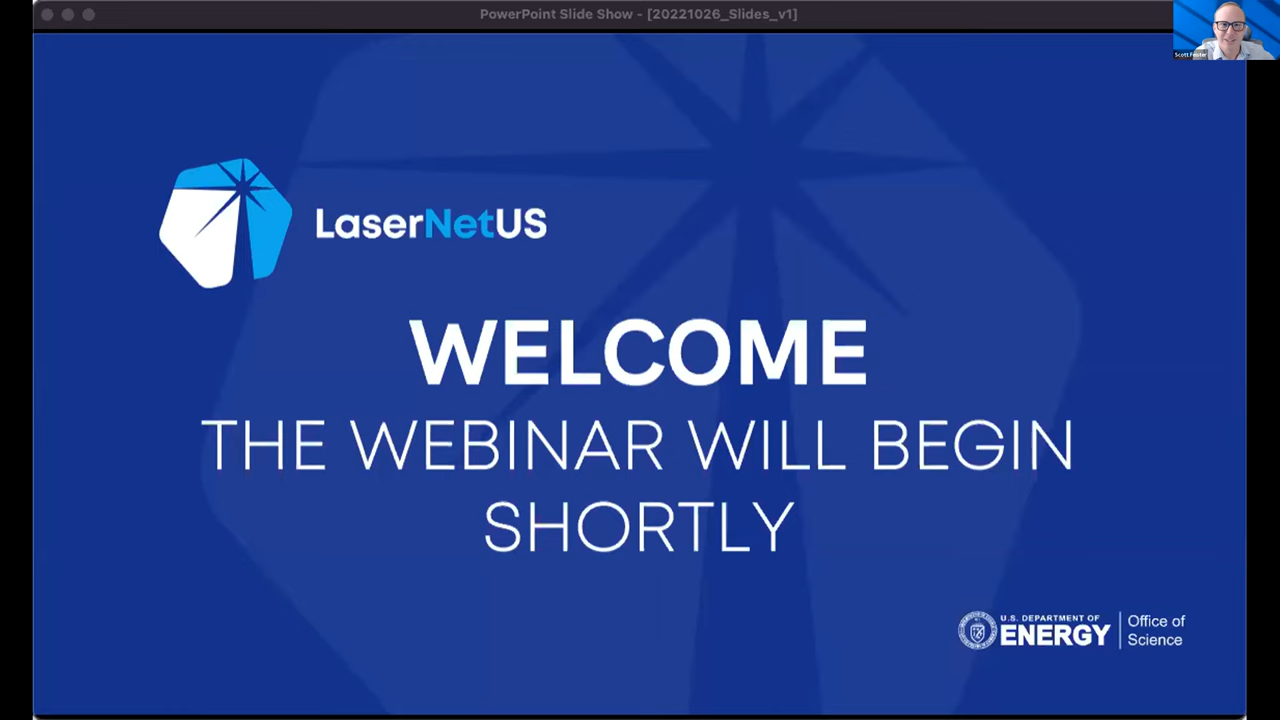 PowerPoint Slide Show - [20221026_Slides_v1]
LaserNetUS
WELCOME
THE WEBINAR WILL BEGIN
SHORTLY
U.S. DEPARTMENT OF
ENERGY
Office of
Science